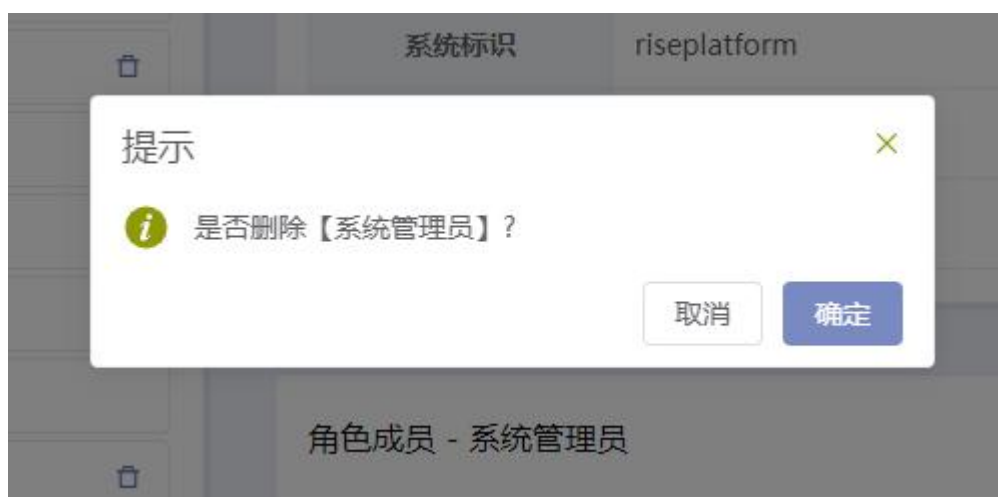 系统标识 riseplatform
提示
是否删除【系统管理员】?
取消 确定
角色成员 - 系统管理员